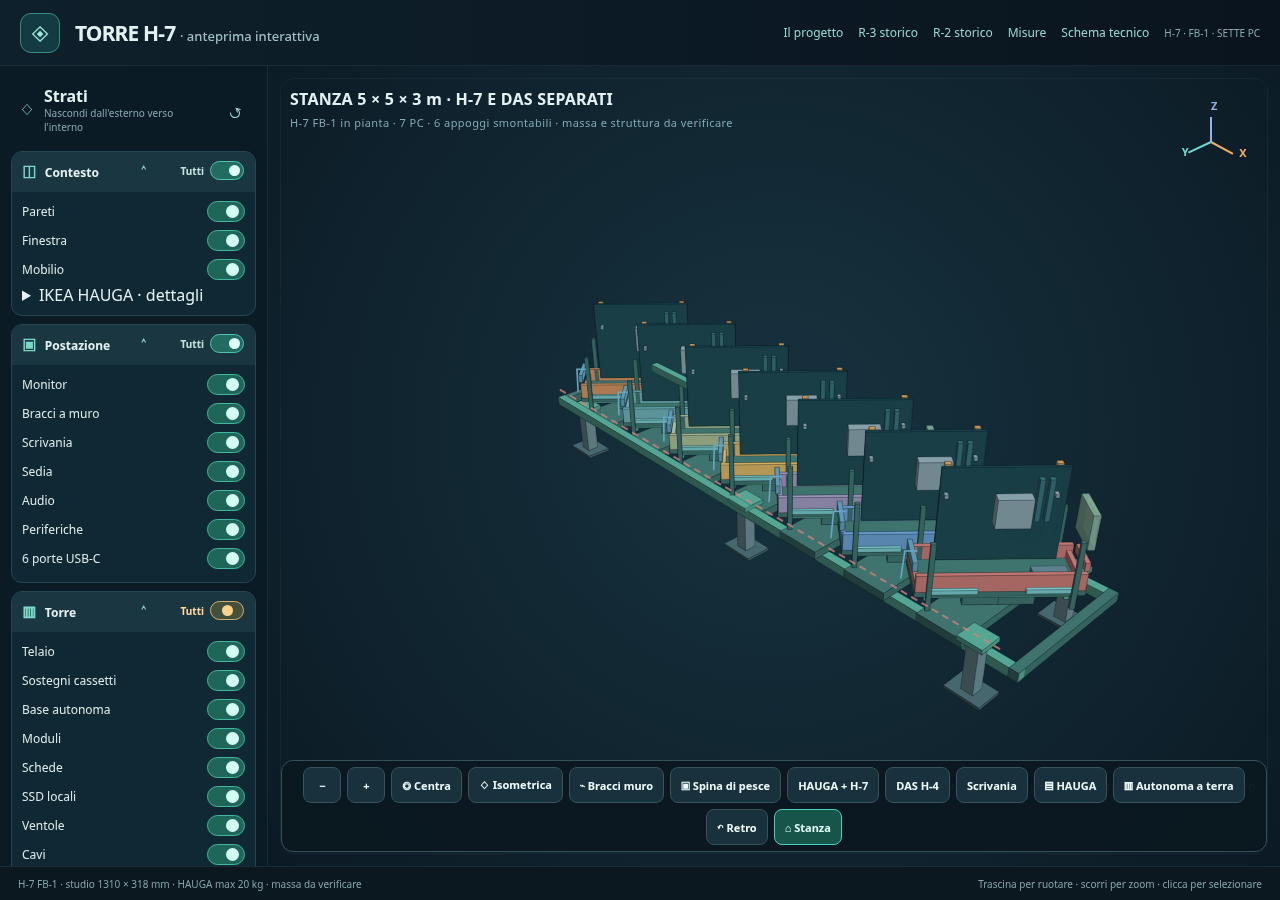 TORRE H-7 · anteprima interattiva
Il progetto
R-3 storico
R-2 storico
Misure
Schema tecnico
H-7 · FB-1 · SETTE PC
Strati
Nascondi dall'esterno verso
l'interno
Contesto
Tutti
Pareti
Finestra
Mobilio
IKEA HAUGA · dettagli
Postazione
Tutti
Monitor
Bracci a muro
Scrivania
Sedia
Audio
Periferiche
6 porte USB-C
Torre
Tutti
Telaio
Sostegni cassetti
Base autonoma
Moduli
Schede
SSD locali
Ventole
Cavi
STANZA 5 × 5 × 3 m · H-7 E DAS SEPARATI
H-7 FB-1 in pianta · 7 PC · 6 appoggi smontabili · massa e struttura da verificare
Z
Y
X
−
+
Centra
Isometrica
Bracci muro
Spina di pesce
HAUGA + H-7
DAS H-4
Scrivania
HAUGA
Autonoma a terra
Retro
Stanza
H-7 FB-1 · studio 1310 × 318 mm · HAUGA max 20 kg · massa da verificare
Trascina per ruotare · scorri per zoom · clicca per selezionare